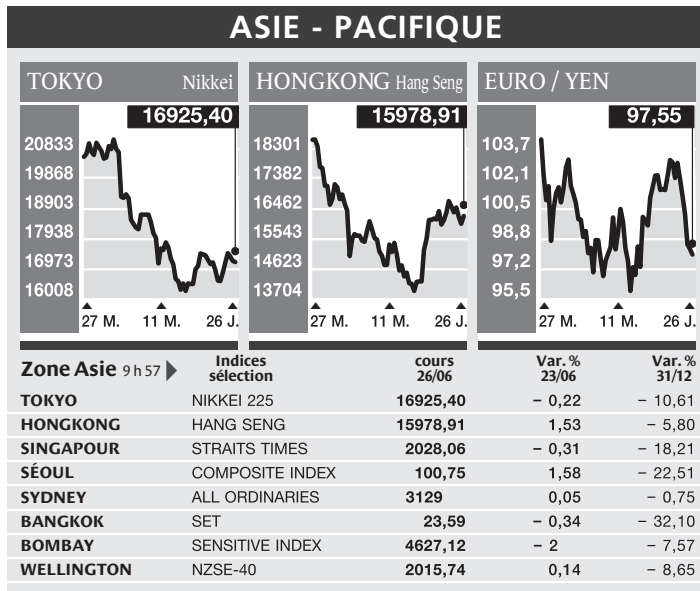 ASIE - PACIFIQUE
TOKYO Nikkei
16925,40
20833
19868
18903
17938
16973
16008
27 M. 11 M. 26 J.
HONGKONG Hang Seng
15978,91
18301
17382
16462
15543
14623
13704
27 M. 11 M. 26 J.
EURO / YEN
97,55
103,7
102,1
100,5
98,8
97,2
95,5
27 M. 11 M. 26 J.
Zone Asie 9 h 57 Indices sélection cours 26/06 Var. % 23/06 Var. % 31/12
TOKYO NIKKEI 225 16925,40 – 0,22 – 10,61
HONGKONG HANG SENG 15978,91 1,53 – 5,80
SINGAPOUR STRAITS TIMES 2028,06 – 0,31 – 18,21
SÉOUL COMPOSITE INDEX 100,75 1,58 – 22,51
SYDNEY ALL ORDINARIES 3129 0,05 – 0,75
BANGKOK SET 23,59 – 0,34 – 32,10
BOMBAY SENSITIVE INDEX 4627,12 – 2 – 7,57
WELLINGTON NZSE-40 2015,74 0,14 – 8,65